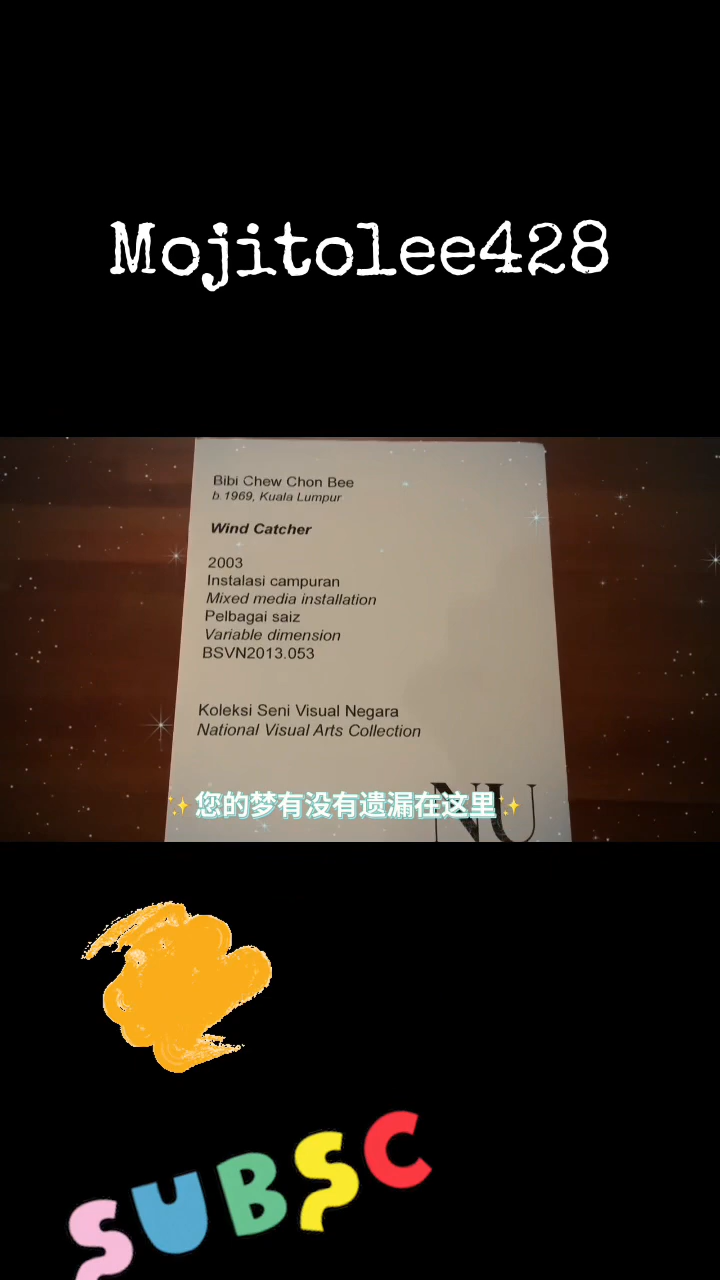 Mojitolee428
Bibi Chew Chon Bee
b.1969, Kuala Lumpur
Wind Catcher
2003
Instalasi campuran
Mixed media installation
Pelbagai saiz
Variable dimension
BSVN2013.053
Koleksi Seni Visual Negara
National Visual Arts Collection
NU
✨您的梦有没有遗漏在这里✨
SUBSC